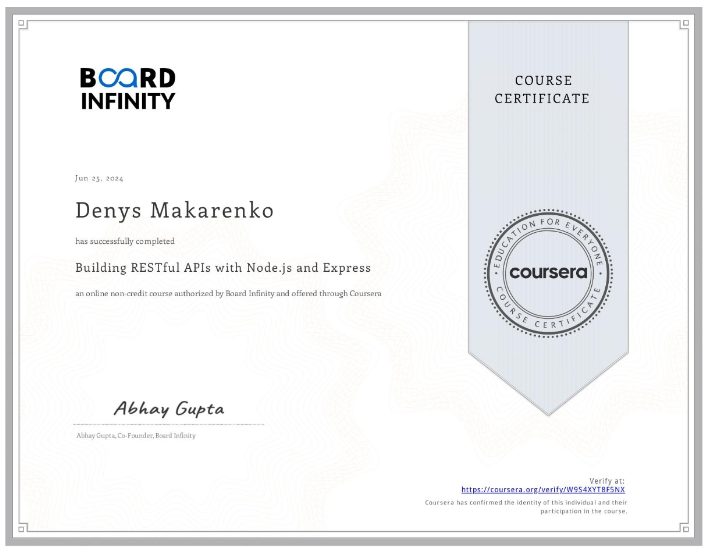 BOARD
INFINITY
COURSE
CERTIFICATE
Jun 25, 2024
Denys Makarenko
has successfully completed
Building RESTful APIs with Node.js and Express
an online non-credit course authorized by Board Infinity and offered through Coursera
EDUCATION FOR EVERYONE
coursera
COURSE CERTIFICATE
Abhay Gupta
Abhay Gupta, Co-Founder, Board Infinity
Verify at:
https://coursera.org/verify/W9S4XYT8F5NX
Coursera has confirmed the identity of this individual and their
participation in the course.